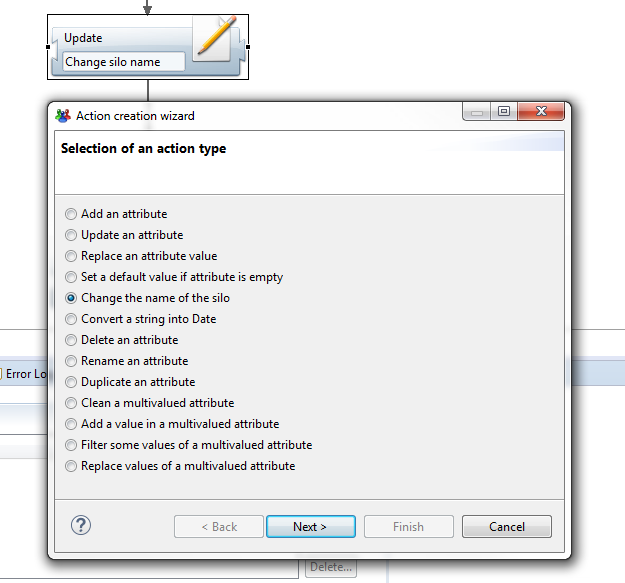 Update
Change silo name
Action creation wizard
Selection of an action type
Add an attribute
Update an attribute
Replace an attribute value
Set a default value if attribute is empty
Change the name of the silo
Convert a string into Date
Delete an attribute
Rename an attribute
Error Lo
Duplicate an attribute
Clean a multivalued attribute
Add a value in a multivalued attribute
Filter some values of a multivalued attribute
Replace values of a multivalued attribute
? < Back Next > Finish Cancel
Delete...